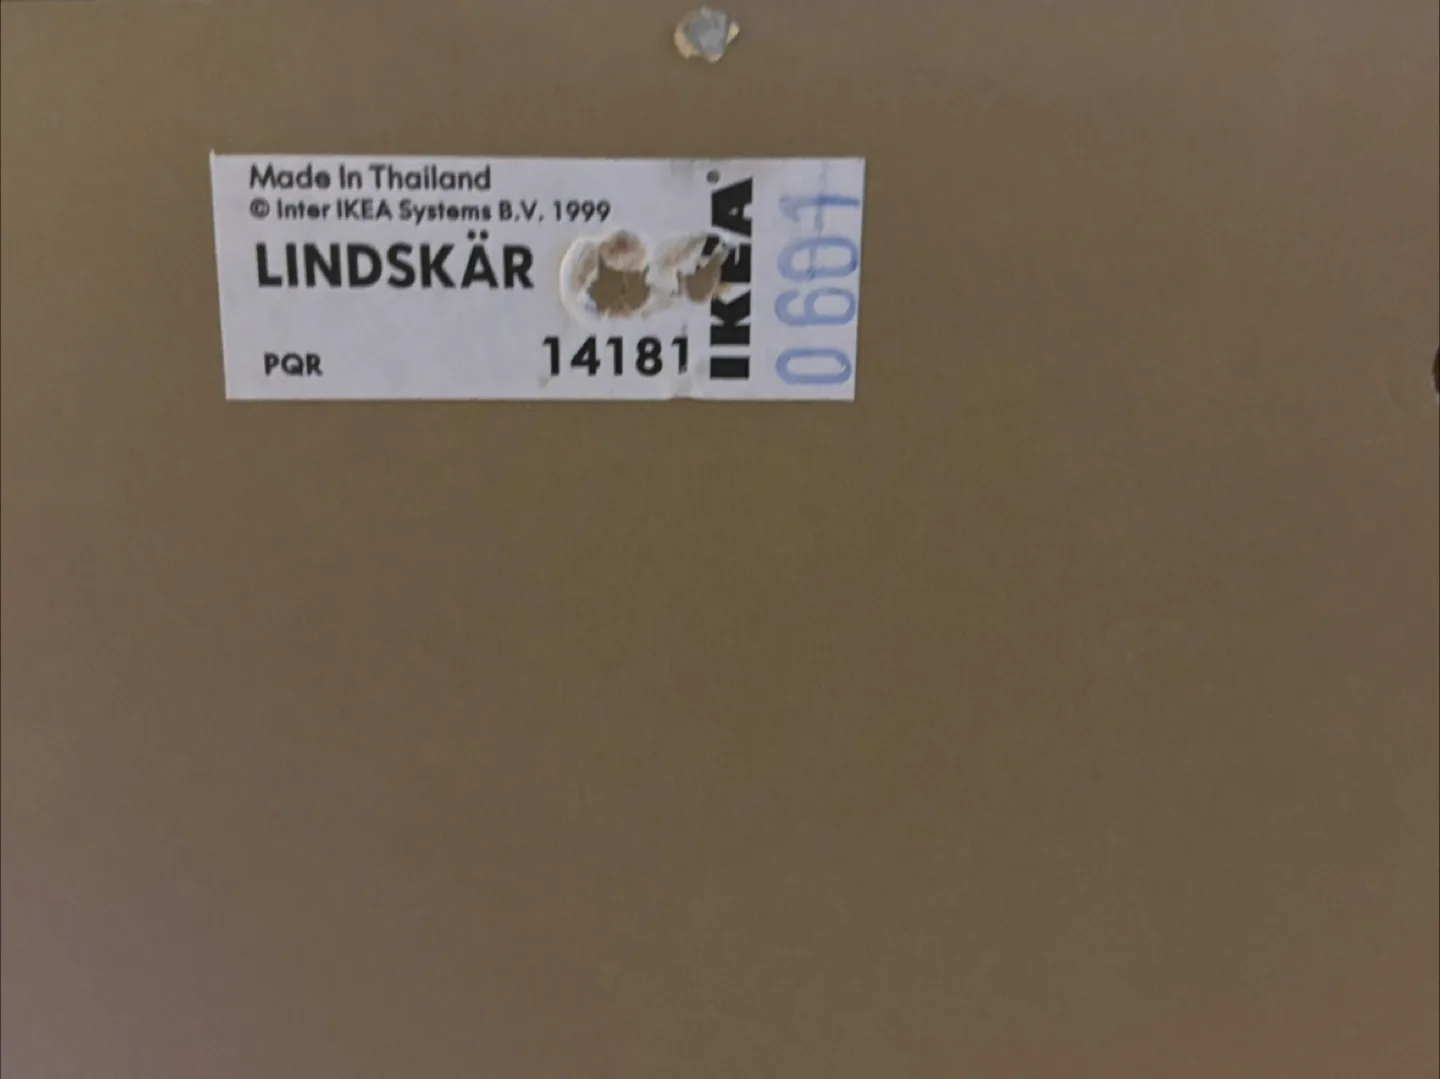 Made In Thailand
© Inter IKEA Systems B.V. 1999
LINDSKÄR
PQR
14181
IKEA
0601